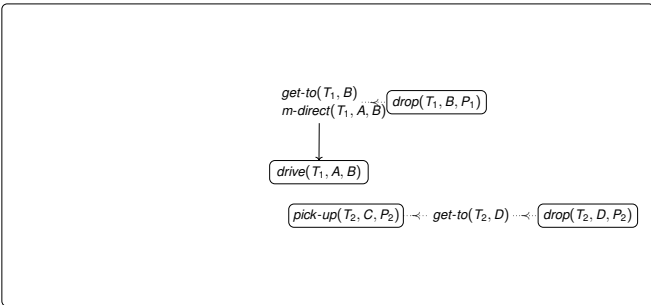 get-to(T₁, B)
m-direct(T₁, A, B) ≺ drop(T₁, B, P₁)
drive(T₁, A, B)
pick-up(T₂, C, P₂) ≺ get-to(T₂, D) ≺ drop(T₂, D, P₂)